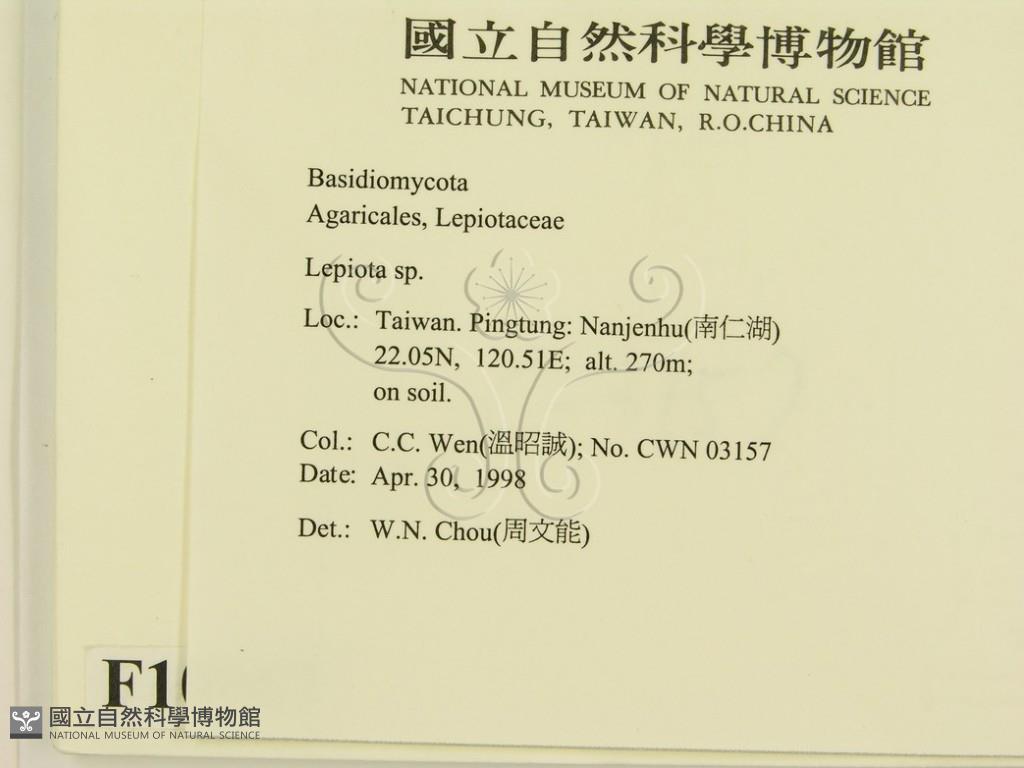 國立自然科學博物館
NATIONAL MUSEUM OF NATURAL SCIENCE
TAICHUNG, TAIWAN, R.O.CHINA
Basidiomycota
Agaricales, Lepiotaceae
Lepiota sp.
Loc.: Taiwan. Pingtung: Nanjenhu(南仁湖)
22.05N, 120.51E; alt. 270m;
on soil.
Col.: C.C. Wen(溫昭誠); No. CWN 03157
Date: Apr. 30, 1998
Det.: W.N. Chou(周文能)
F1
國立自然科學博物館
NATIONAL MUSEUM OF NATURAL SCIENCE